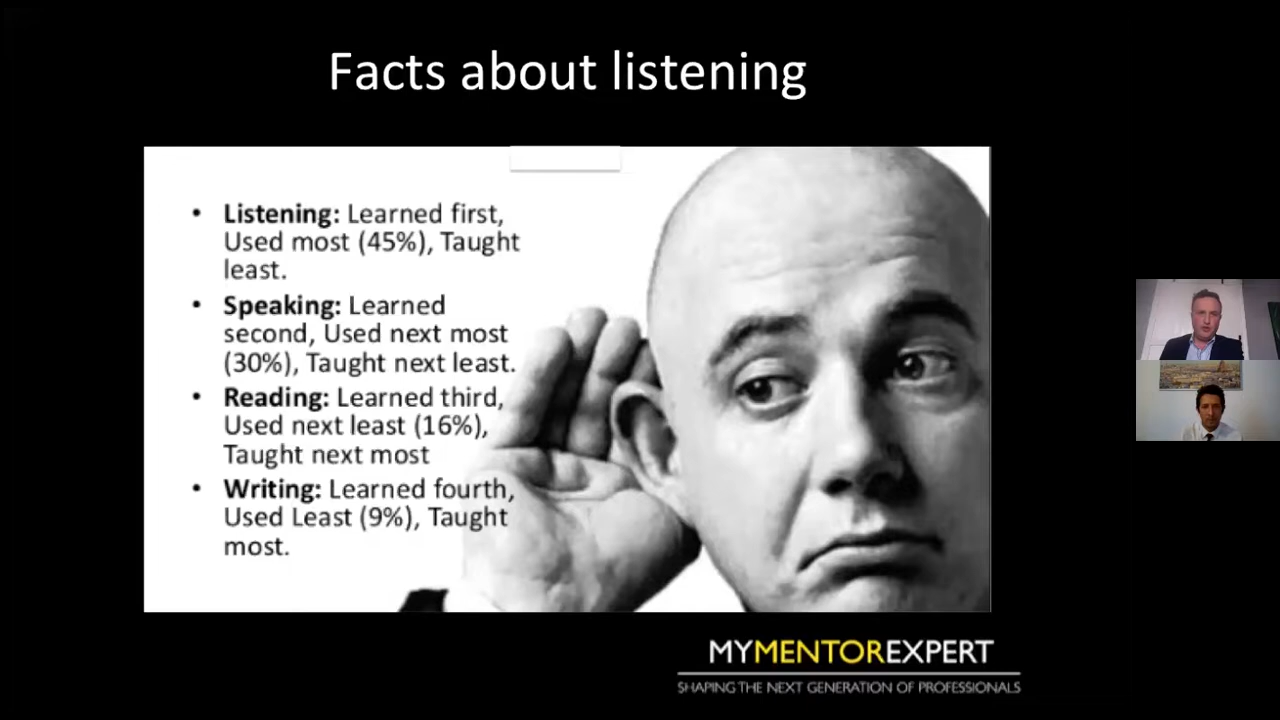 Facts about listening
• Listening: Learned first,
Used most (45%), Taught
least.
• Speaking: Learned
second, Used next most
(30%), Taught next least.
• Reading: Learned third,
Used next least (16%),
Taught next most
• Writing: Learned fourth,
Used Least (9%), Taught
most.
MYMENTOREXPERT
SHAPING THE NEXT GENERATION OF PROFESSIONALS